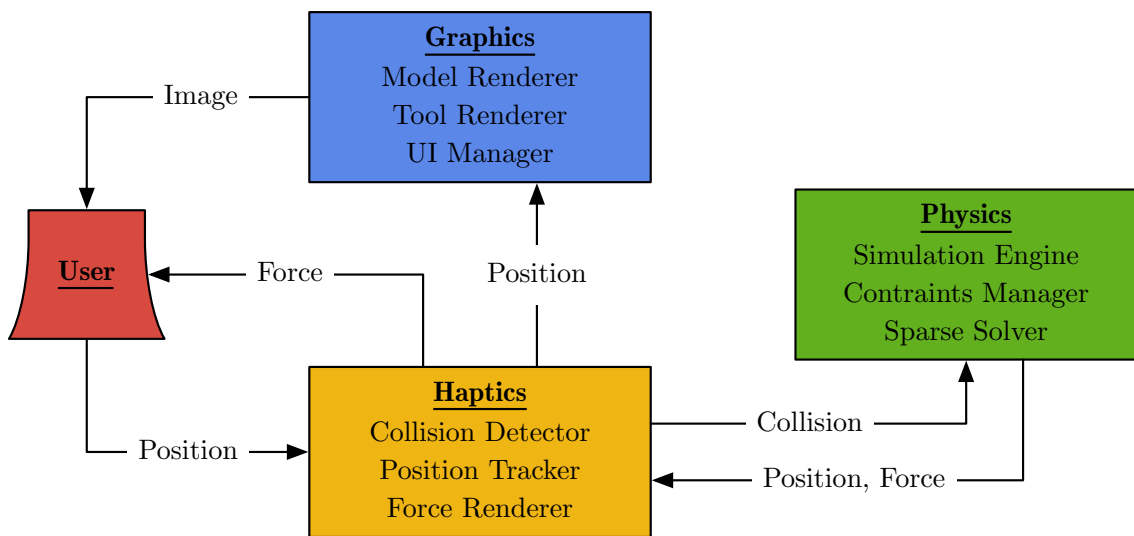 Graphics
Model Renderer
Tool Renderer
UI Manager
Image
Physics
Simulation Engine
Contraints Manager
Sparse Solver
User
Force
Position
Haptics
Collision Detector
Position Tracker
Force Renderer
Position
Collision
Position, Force